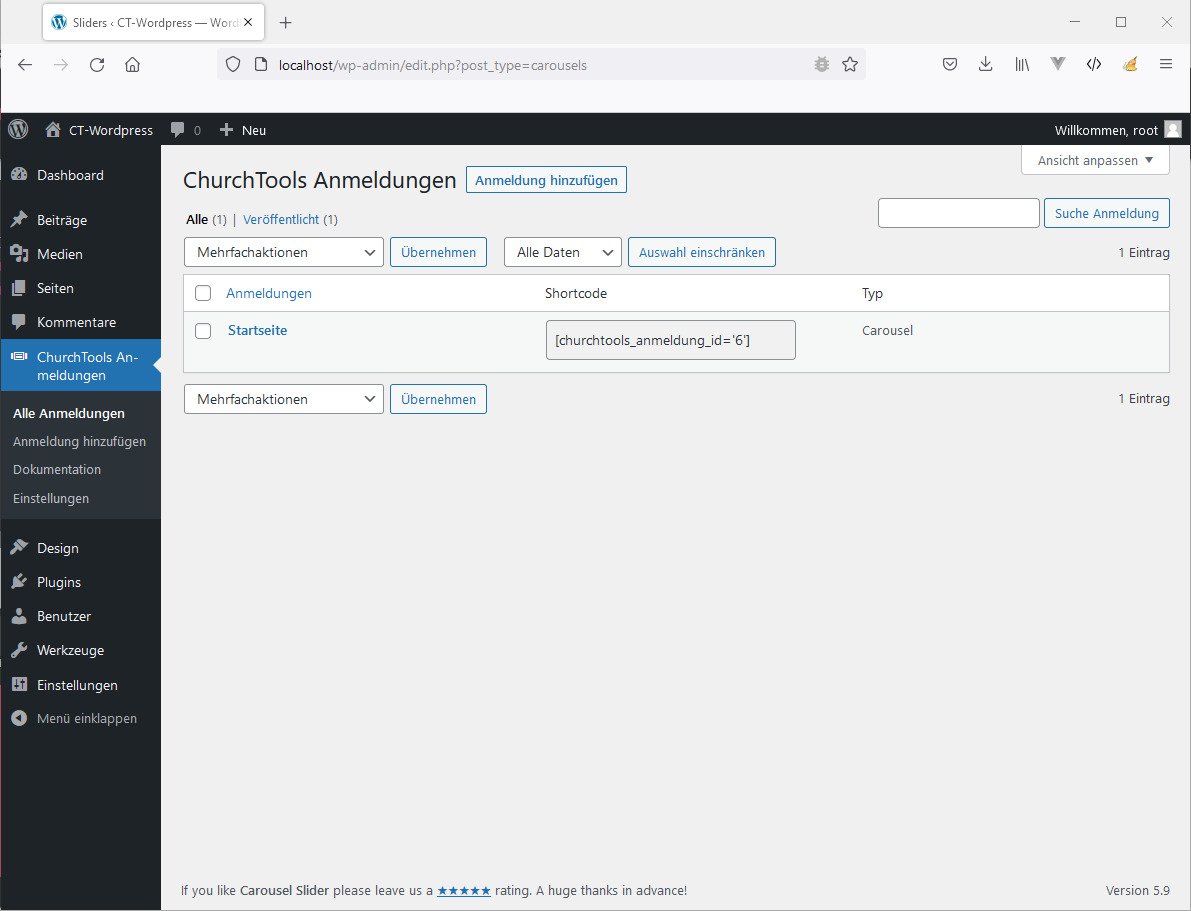 Sliders ‹ CT-Wordpress — Word
localhost/wp-admin/edit.php?post_type=carousels
CT-Wordpress 0 Neu Willkommen, root
Ansicht anpassen
Dashboard
Beiträge
Medien
Seiten
Kommentare
ChurchTools An-
meldungen
Alle Anmeldungen
Anmeldung hinzufügen
Dokumentation
Einstellungen
Design
Plugins
Benutzer
Werkzeuge
Einstellungen
Menü einklappen
ChurchTools Anmeldungen Anmeldung hinzufügen
Alle (1) | Veröffentlicht (1)
Suche Anmeldung
Mehrfachaktionen Übernehmen Alle Daten Auswahl einschränken 1 Eintrag
Anmeldungen Shortcode Typ
Startseite [churchtools_anmeldung_id='6'] Carousel
Mehrfachaktionen Übernehmen 1 Eintrag
If you like Carousel Slider please leave us a ★★★★★ rating. A huge thanks in advance! Version 5.9